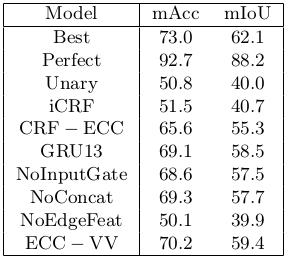 Model mAcc mIoU
Best 73.0 62.1
Perfect 92.7 88.2
Unary 50.8 40.0
iCRF 51.5 40.7
CRF − ECC 65.6 55.3
GRU13 69.1 58.5
NoInputGate 68.6 57.5
NoConcat 69.3 57.7
NoEdgeFeat 50.1 39.9
ECC − VV 70.2 59.4